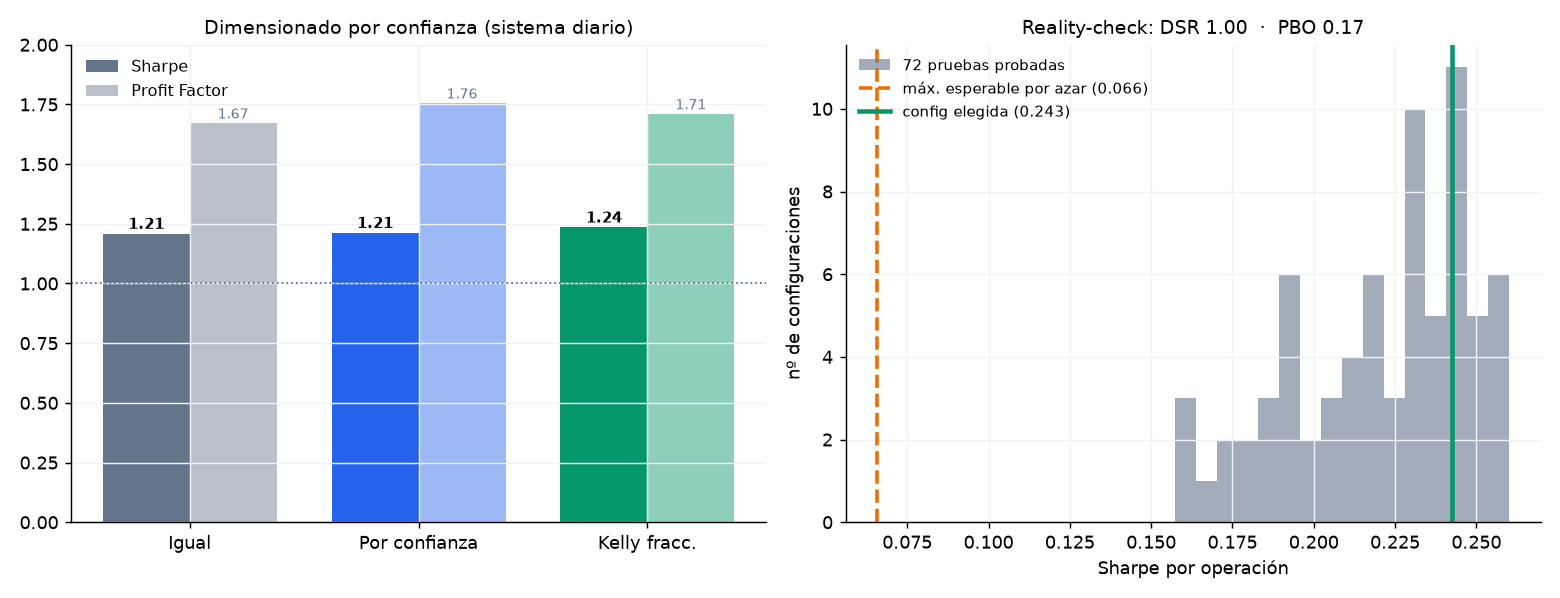 Dimensionado por confianza (sistema diario)
Sharpe
Profit Factor
2.00
1.75
1.50
1.25
1.00
0.75
0.50
0.25
0.00
1.21
1.67
1.21
1.76
1.24
1.71
Igual
Por confianza
Kelly fracc.
Reality-check: DSR 1.00 · PBO 0.17
72 pruebas probadas
máx. esperable por azar (0.066)
config elegida (0.243)
nº de configuraciones
10
8
6
4
2
0
0.075
0.100
0.125
0.150
0.175
0.200
0.225
0.250
Sharpe por operación